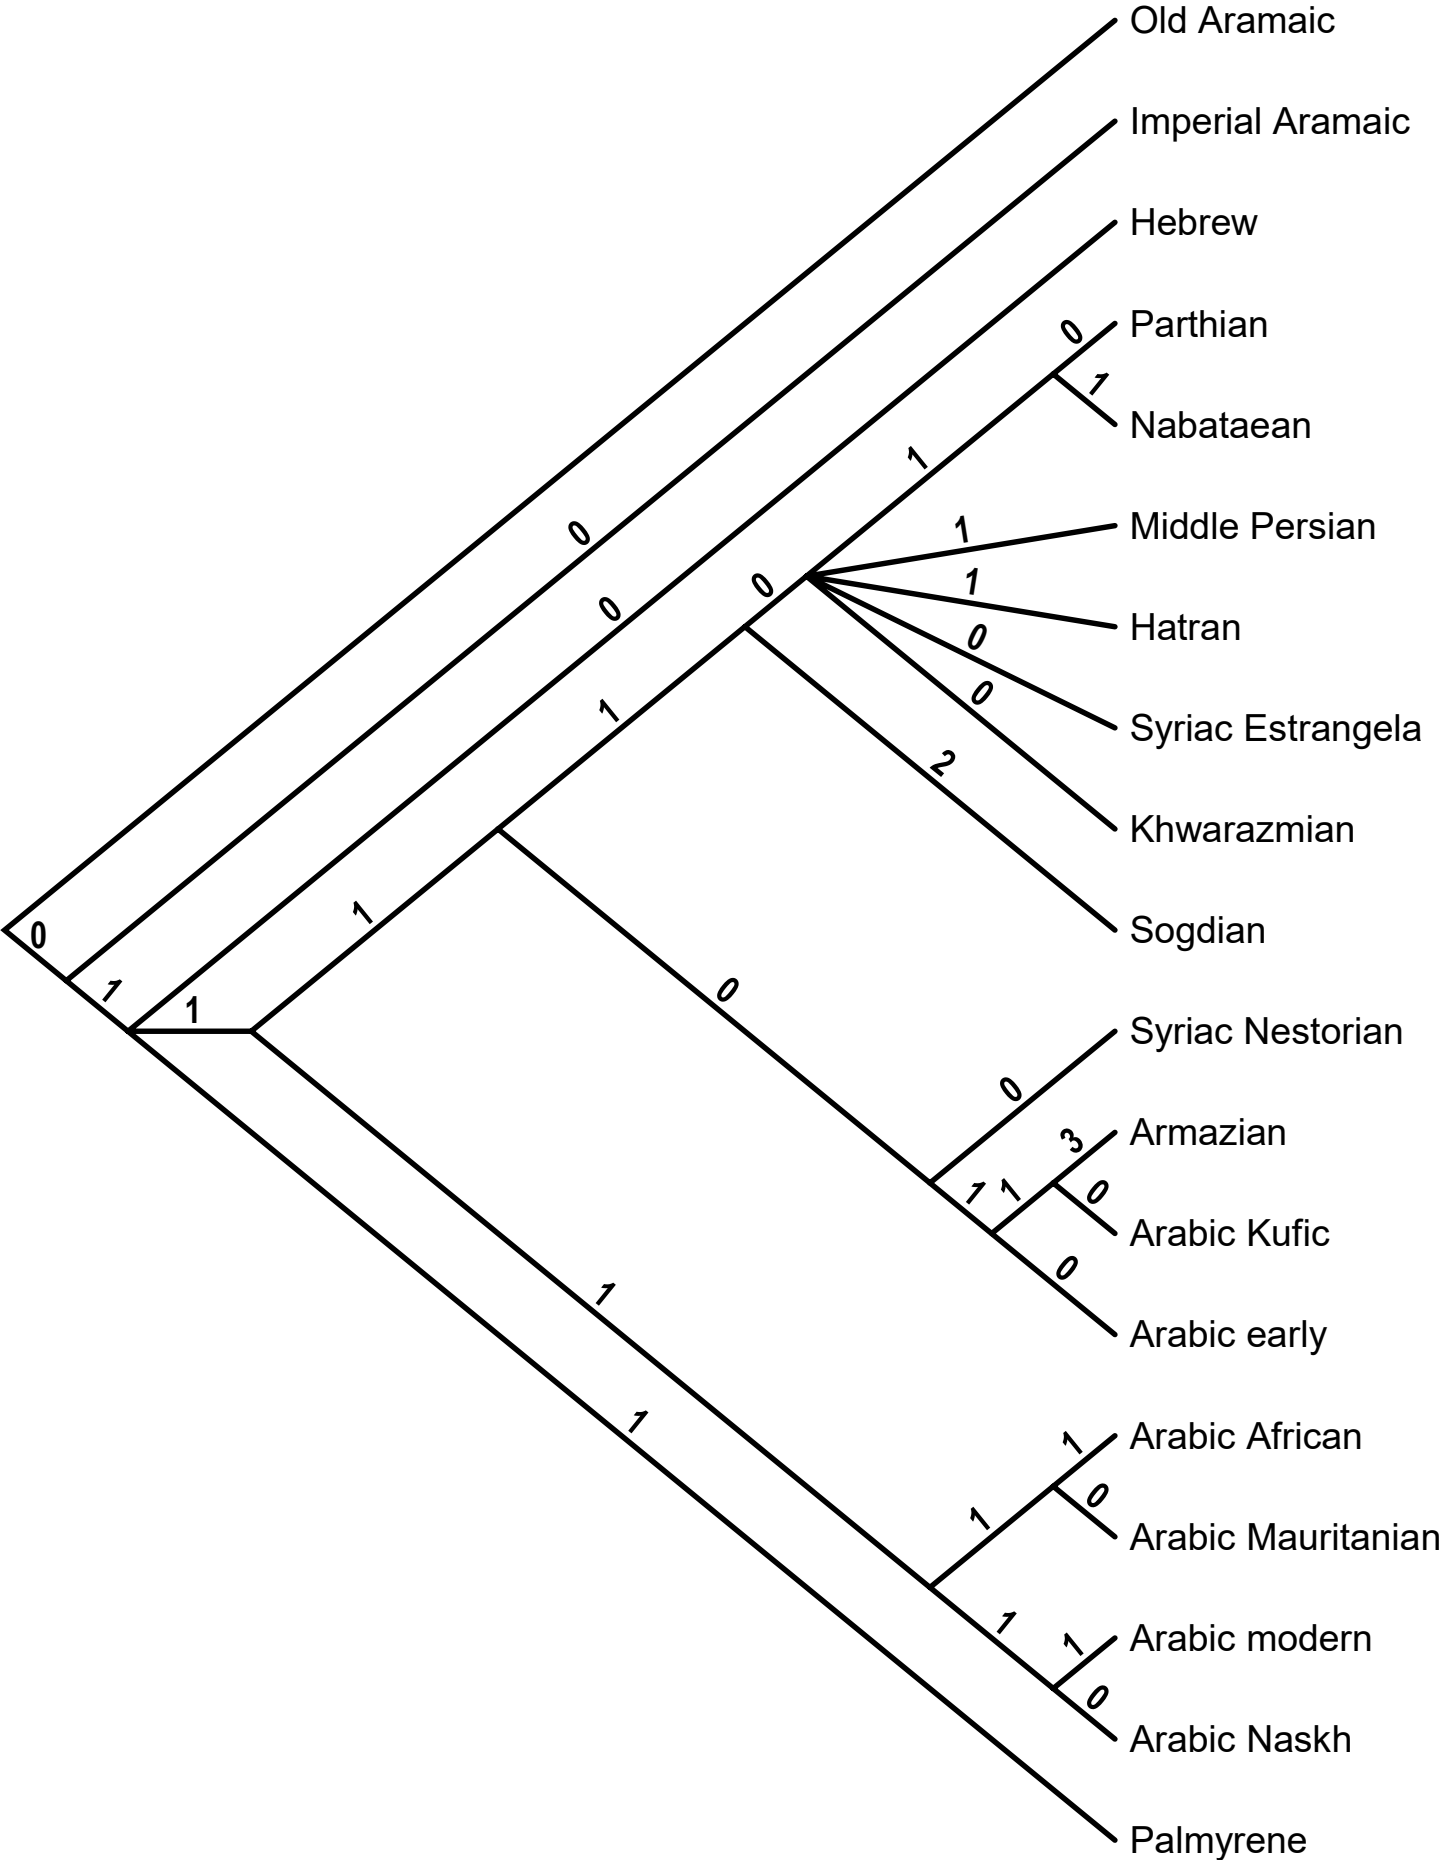 Old Aramaic
Imperial Aramaic
Hebrew
0
Parthian
1
Nabataean
1
1
Middle Persian
0
1
Hatran
0
0
0
Syriac Estrangela
0
1
2
Khwarazmian
1
Sogdian
0
1
1
0
Syriac Nestorian
0
3
Armazian
1
1
0
Arabic Kufic
0
Arabic early
1
1
1
Arabic African
1
0
Arabic Mauritanian
1
1
Arabic modern
0
Arabic Naskh
Palmyrene